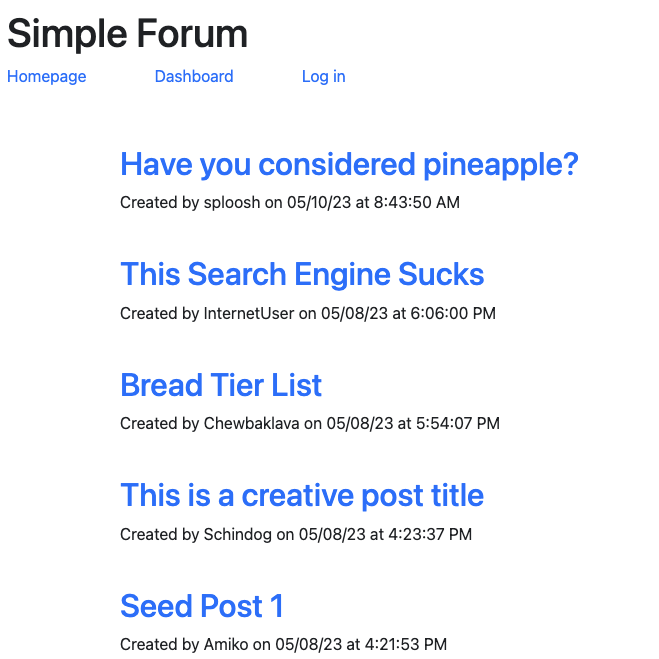 Simple Forum
Homepage Dashboard Log in
Have you considered pineapple?
Created by sploosh on 05/10/23 at 8:43:50 AM
This Search Engine Sucks
Created by InternetUser on 05/08/23 at 6:06:00 PM
Bread Tier List
Created by Chewbaklava on 05/08/23 at 5:54:07 PM
This is a creative post title
Created by Schindog on 05/08/23 at 4:23:37 PM
Seed Post 1
Created by Amiko on 05/08/23 at 4:21:53 PM